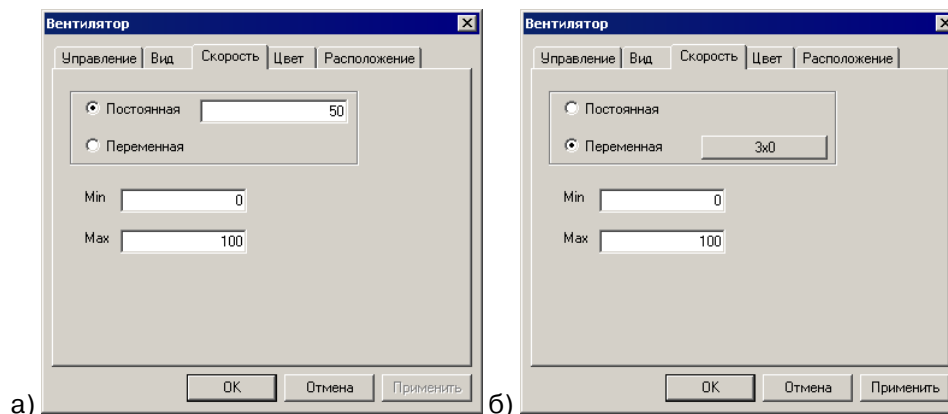 Вентилятор
Управление Вид Скорость Цвет Расположение
Постоянная 50
Переменная
Min 0
Max 100
OK Отмена Применить
а)
Вентилятор
Управление Вид Скорость Цвет Расположение
Постоянная
Переменная 3x0
Min 0
Max 100
OK Отмена Применить
б)